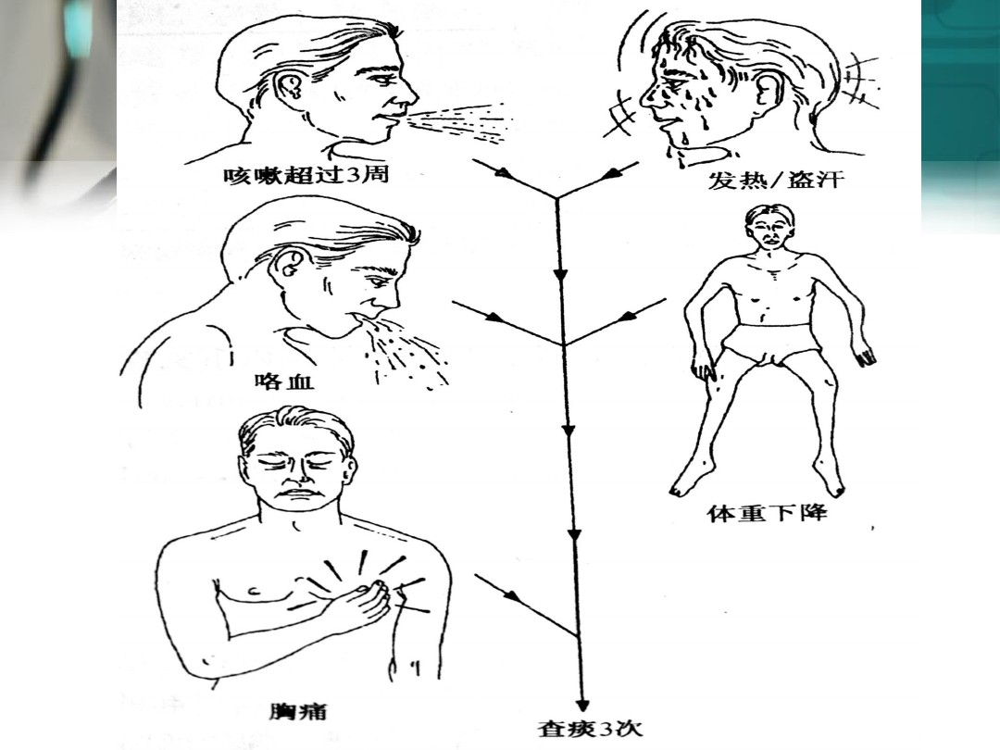 咳嗽超过3周
发热/盗汗
咯血
体重下降
胸痛
查痰3次